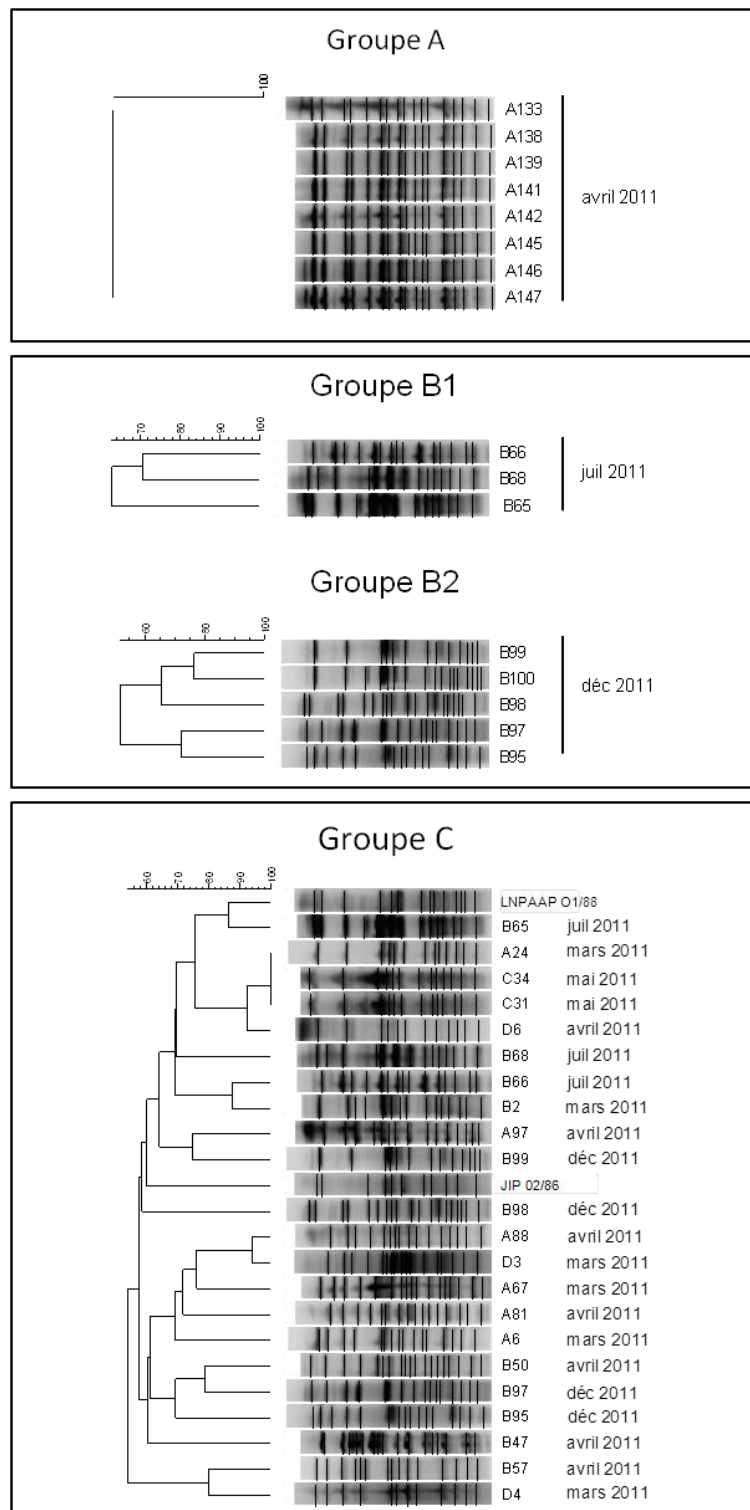 Groupe A
100
A133
A138
A139
A141
A142
A145
A146
A147
avril 2011
Groupe B1
70 80 90 100
B66
B68
B65
juil 2011
Groupe B2
60 80 100
B99
B100
B98
B97
B95
déc 2011
Groupe C
60 70 80 90 100
LNPAAP O1/88
B65 juil 2011
A24 mars 2011
C34 mai 2011
C31 mai 2011
D6 avril 2011
B68 juil 2011
B66 juil 2011
B2 mars 2011
A97 avril 2011
B99 déc 2011
JIP 02/86
B98 déc 2011
A88 avril 2011
D3 mars 2011
A67 mars 2011
A81 avril 2011
A6 mars 2011
B50 avril 2011
B97 déc 2011
B95 déc 2011
B47 avril 2011
B57 avril 2011
D4 mars 2011